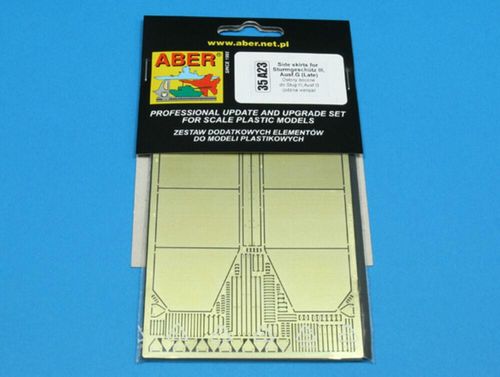 www.aber.net.pl
ABER®
SINCE 1995
35 A23
Side skirts for
Sturmgeschütz III,
Ausf.G (Late)
PROFESSIONAL UPDATE AND UPGRADE SET
FOR SCALE PLASTIC MODELS
ZESTAW DODATKOWYCH ELEMENTÓW
DO MODELI PLASTIKOWYCH